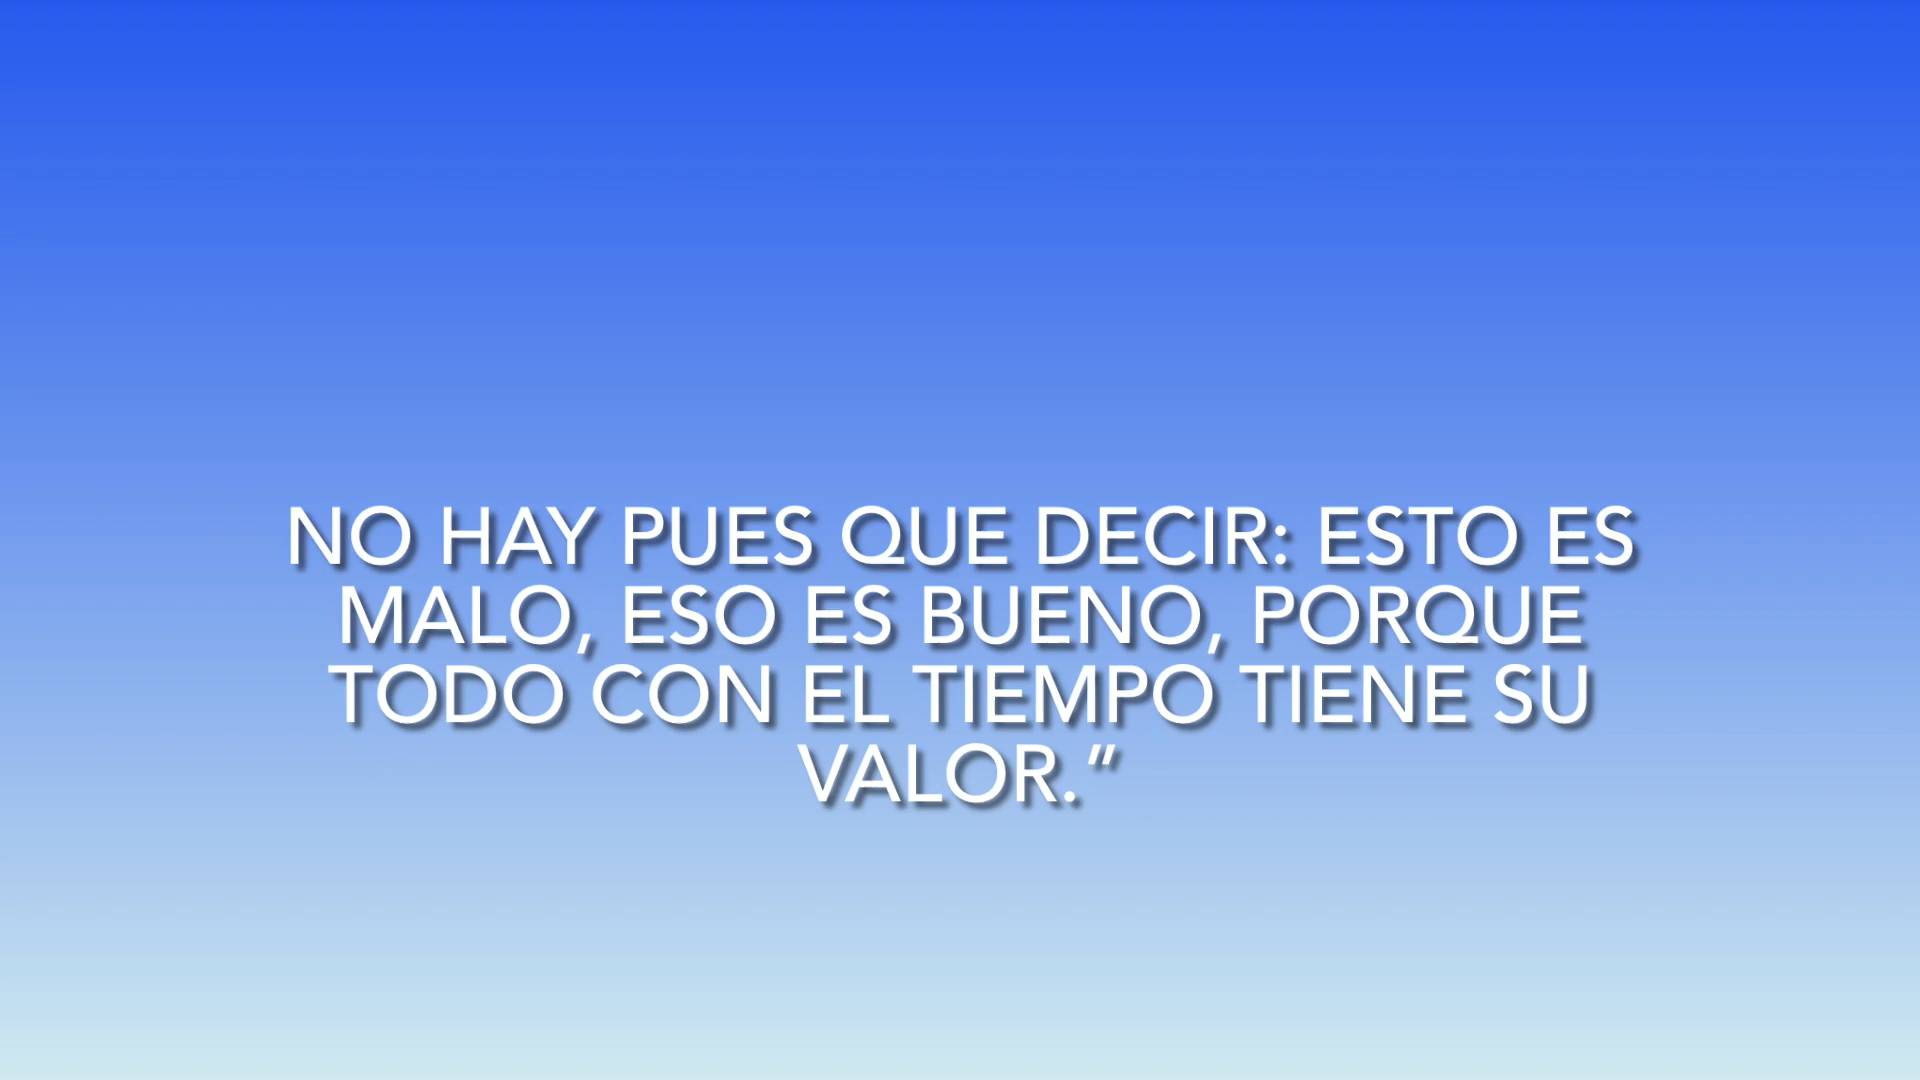 NO HAY PUES QUE DECIR: ESTO ES
MALO, ESO ES BUENO, PORQUE
TODO CON EL TIEMPO TIENE SU
VALOR.”